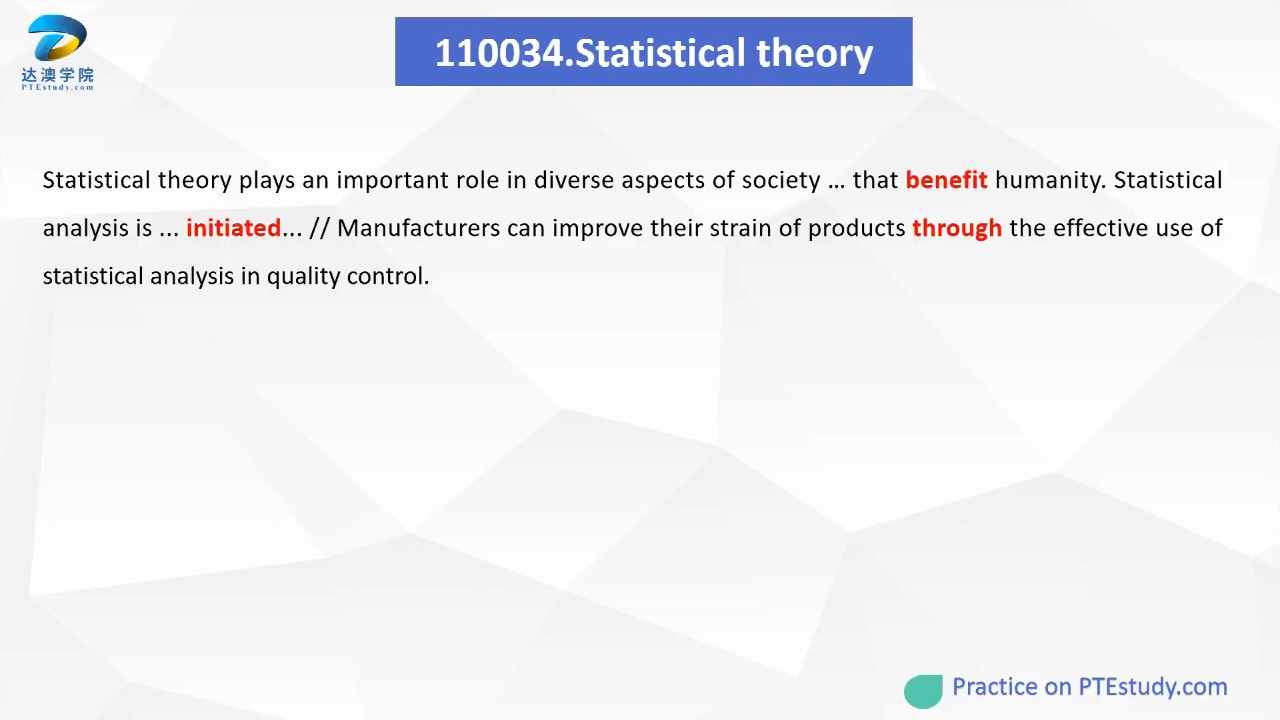 达澳学院
PTEstudy.com
110034.Statistical theory
Statistical theory plays an important role in diverse aspects of society ... that benefit humanity. Statistical
analysis is ... initiated... // Manufacturers can improve their strain of products through the effective use of
statistical analysis in quality control.
Practice on PTEstudy.com